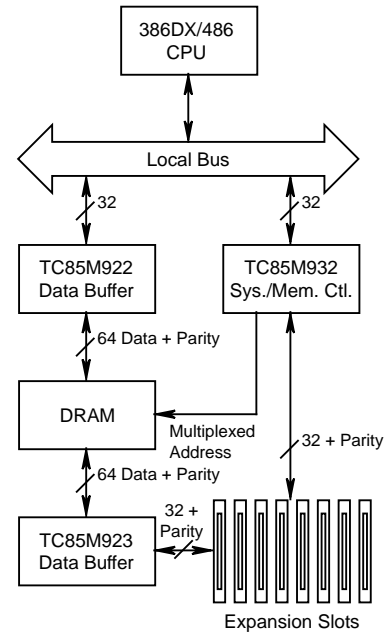 386DX/486
CPU
Local Bus
32
32
TC85M922
Data Buffer
TC85M932
Sys./Mem. Ctl.
64 Data + Parity
DRAM
Multiplexed
Address
32 + Parity
64 Data + Parity
32 +
Parity
TC85M923
Data Buffer
Expansion Slots